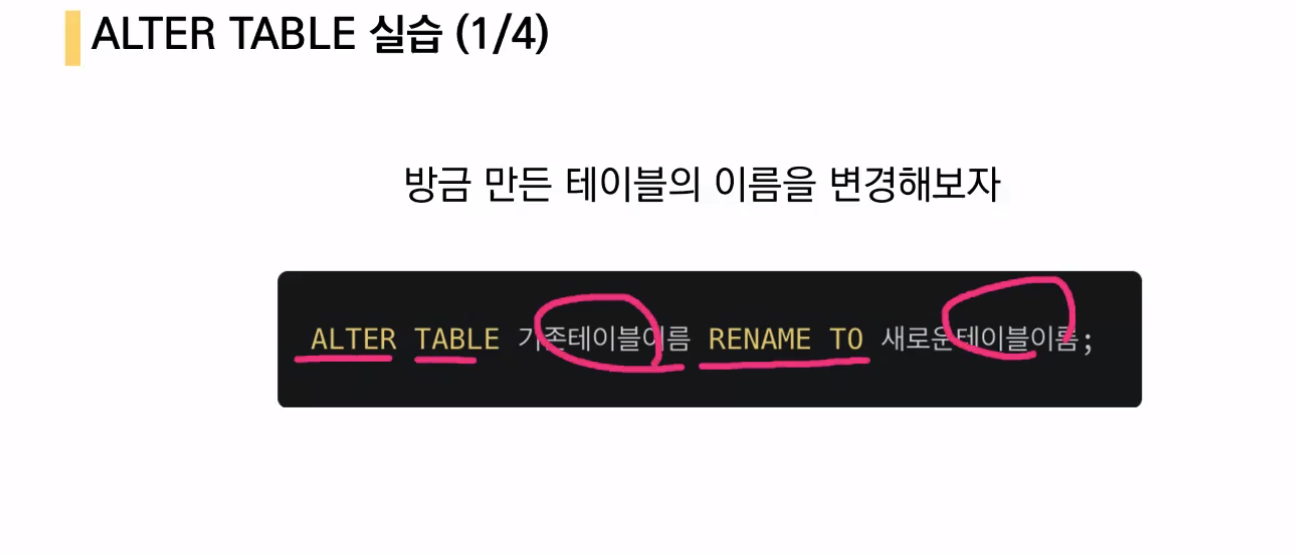 ALTER TABLE 실습 (1/4)
방금 만든 테이블의 이름을 변경해보자
ALTER TABLE 기존테이블이름 RENAME TO 새로운테이블이름;